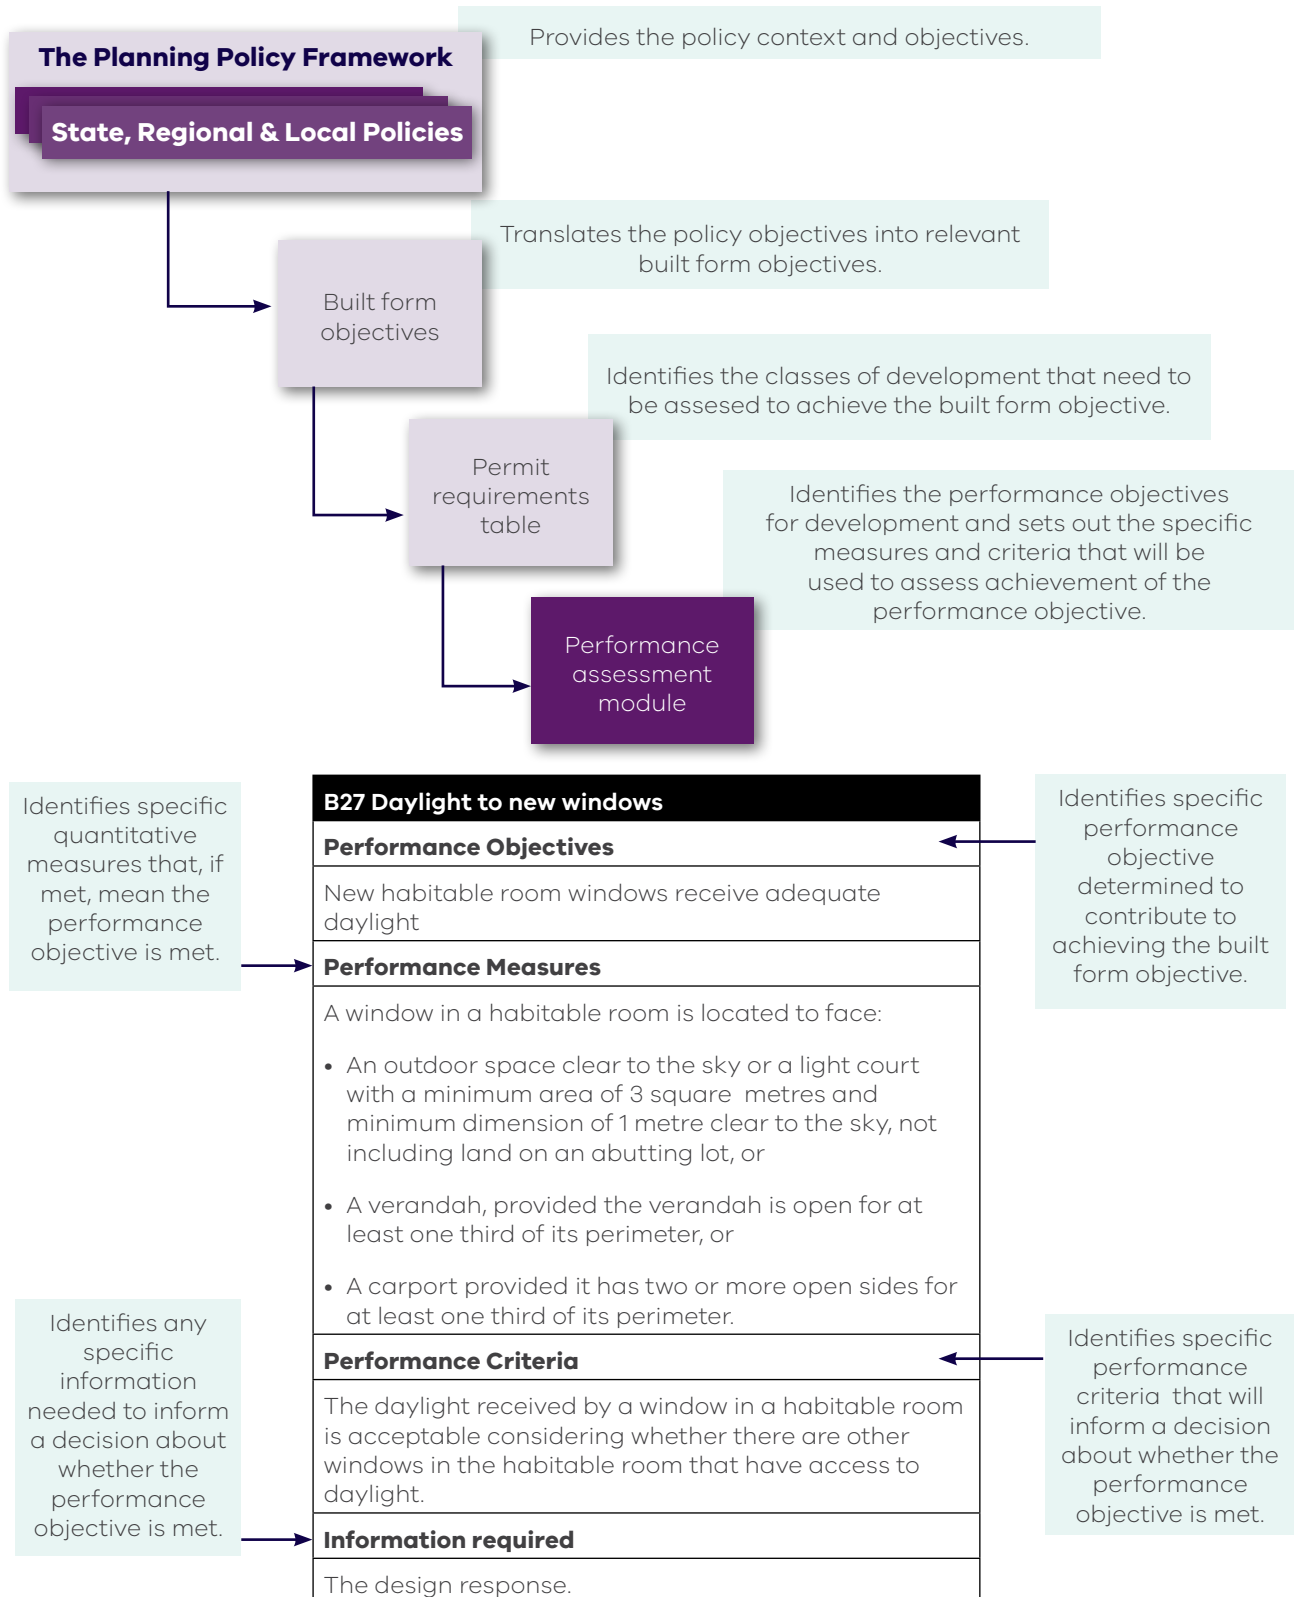 The Planning Policy Framework
State, Regional & Local Policies
Provides the policy context and objectives.
Translates the policy objectives into relevant
built form objectives.
Built form
objectives
Identifies the classes of development that need to
be assesed to achieve the built form objective.
Permit
requirements
table
Identifies the performance objectives
for development and sets out the specific
measures and criteria that will be
used to assess achievement of the
performance objective.
Performance
assessment
module
Identifies specific
quantitative
measures that, if
met, mean the
performance
objective is met.
B27 Daylight to new windows
Performance Objectives
New habitable room windows receive adequate
daylight
Performance Measures
A window in a habitable room is located to face:
• An outdoor space clear to the sky or a light court
with a minimum area of 3 square metres and
minimum dimension of 1 metre clear to the sky, not
including land on an abutting lot, or
• A verandah, provided the verandah is open for at
least one third of its perimeter, or
• A carport provided it has two or more open sides for
at least one third of its perimeter.
Performance Criteria
The daylight received by a window in a habitable room
is acceptable considering whether there are other
windows in the habitable room that have access to
daylight.
Information required
The design response.
Identifies specific
performance
objective
determined to
contribute to
achieving the built
form objective.
Identifies any
specific
information
needed to inform
a decision about
whether the
performance
objective is met.
Identifies specific
performance
criteria that will
inform a decision
about whether the
performance
objective is met.